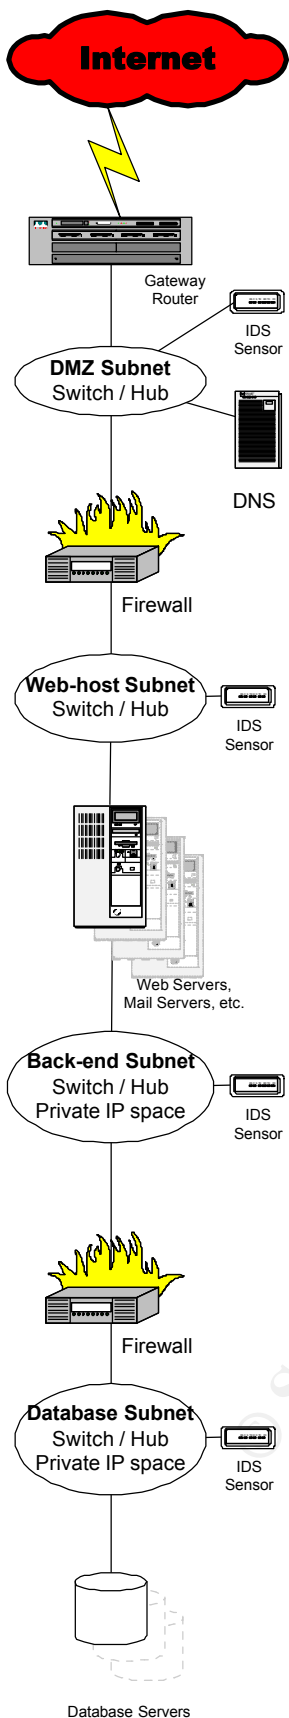 Internet
Gateway
Router
IDS
Sensor
DMZ Subnet
Switch / Hub
DNS
Firewall
Web-host Subnet
Switch / Hub
IDS
Sensor
Web Servers,
Mail Servers, etc.
Back-end Subnet
Switch / Hub
Private IP space
IDS
Sensor
Firewall
Database Subnet
Switch / Hub
Private IP space
IDS
Sensor
Database Servers